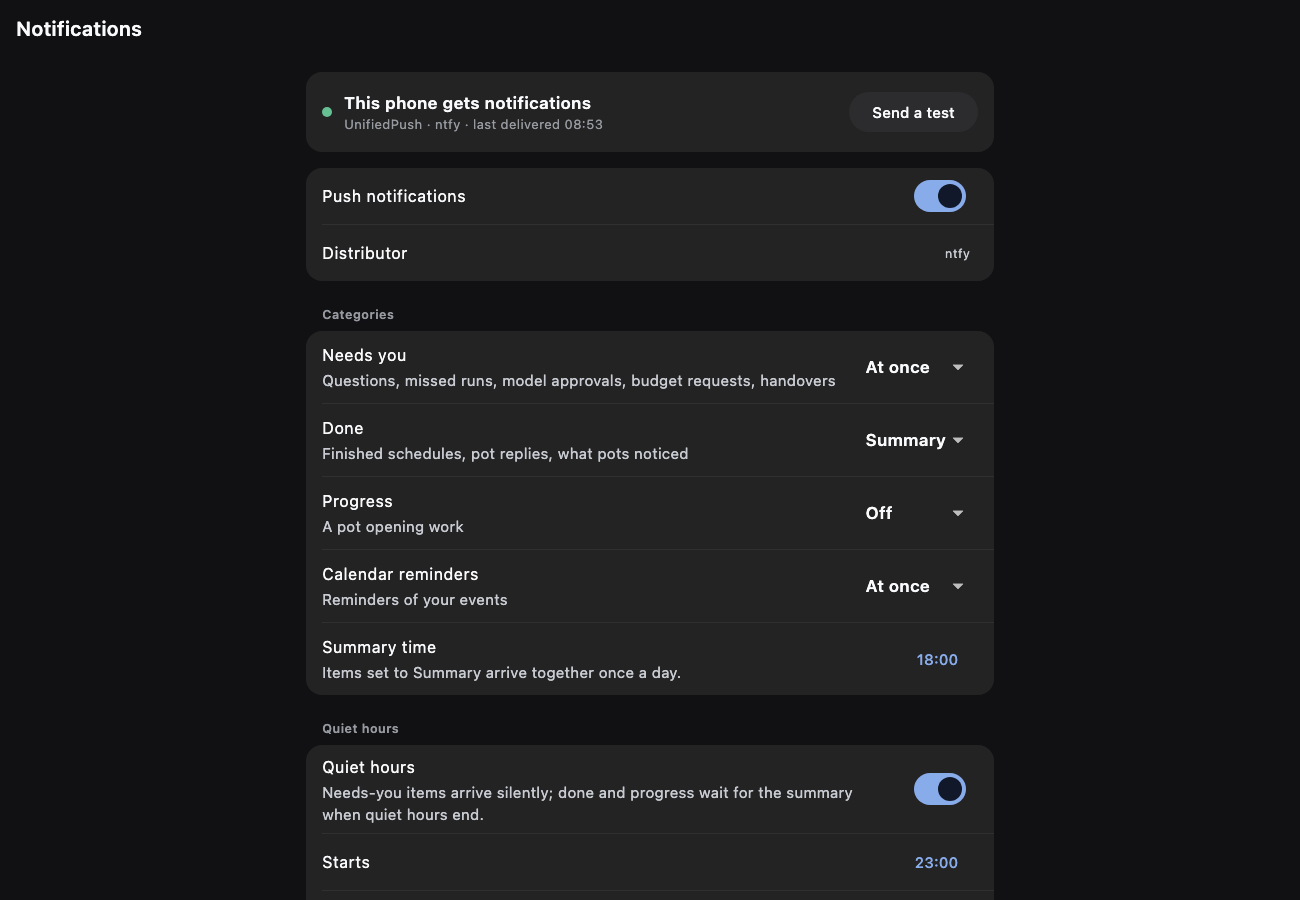 Notifications
This phone gets notifications
UnifiedPush · ntfy · last delivered 08:53
Send a test
Push notifications
Distributor
ntfy
Categories
Needs you
Questions, missed runs, model approvals, budget requests, handovers
At once
Done
Finished schedules, pot replies, what pots noticed
Summary
Progress
A pot opening work
Off
Calendar reminders
Reminders of your events
At once
Summary time
Items set to Summary arrive together once a day.
18:00
Quiet hours
Quiet hours
Needs-you items arrive silently; done and progress wait for the summary
when quiet hours end.
Starts
23:00